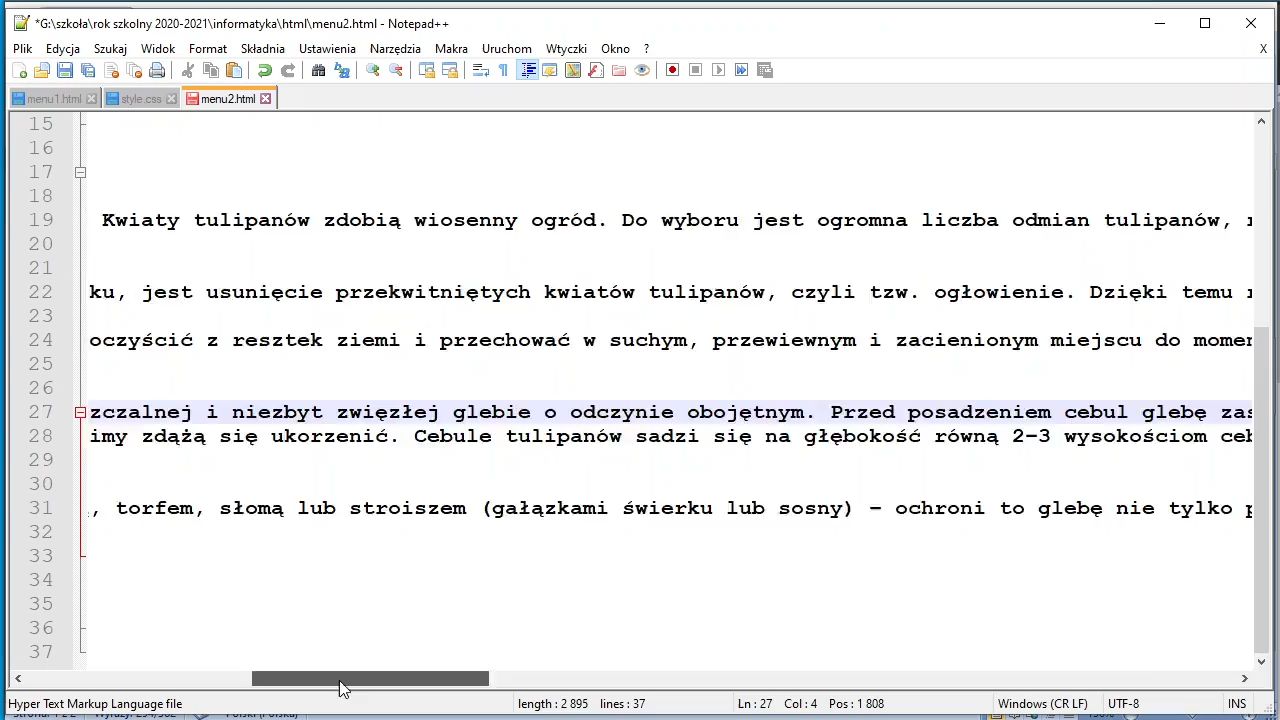 *G:\szkoła\rok szkolny 2020-2021\informatyka\html\menu2.html - Notepad++
Plik Edycja Szukaj Widok Format Składnia Ustawienia Narzędzia Makra Uruchom Wtyczki Okno ? X
menu1.html style.css menu2.html
15
16
17
18
19 Kwiaty tulipanów zdobią wiosenny ogród. Do wyboru jest ogromna liczba odmian tulipanów,
20
21
22 ku, jest usunięcie przekwitniętych kwiatów tulipanów, czyli tzw. ogłowienie. Dzięki temu
23
24 oczyścić z resztek ziemi i przechować w suchym, przewiewnym i zacienionym miejscu do momen
25
26
27 zczalnej i niezbyt zwięzłej glebie o odczynie obojętnym. Przed posadzeniem cebul glebę zas
28 imy zdążą się ukorzenić. Cebule tulipanów sadzi się na głębokość równą 2–3 wysokościom ceb
29
30
31 , torfem, słomą lub stroiszem (gałązkami świerku lub sosny) – ochroni to glebę nie tylko p
32
33
34
35
36
37
Hyper Text Markup Language file length : 2 895 lines : 37 Ln : 27 Col : 4 Pos : 1 808 Windows (CR LF) UTF-8 INS